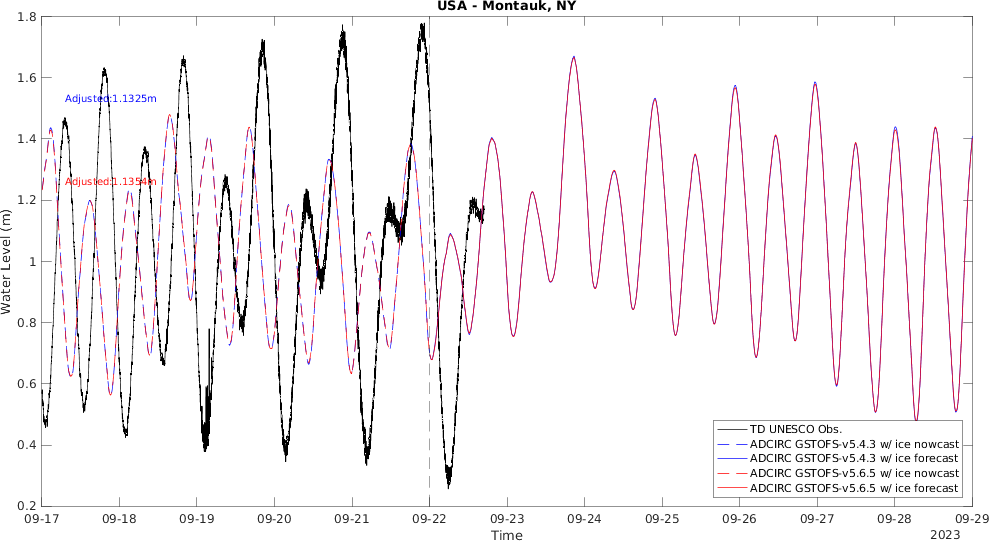 USA - Montauk, NY
1.8
1.6
1.4
1.2
1
0.8
0.6
0.4
0.2
Water Level (m)
Adjusted:1.1325m
Adjusted:1.1354m
TD UNESCO Obs.
ADCIRC GSTOFS-v5.4.3 w/ ice nowcast
ADCIRC GSTOFS-v5.4.3 w/ ice forecast
ADCIRC GSTOFS-v5.6.5 w/ ice nowcast
ADCIRC GSTOFS-v5.6.5 w/ ice forecast
09-17 09-18 09-19 09-20 09-21 09-22 09-23 09-24 09-25 09-26 09-27 09-28 09-29
Time
2023